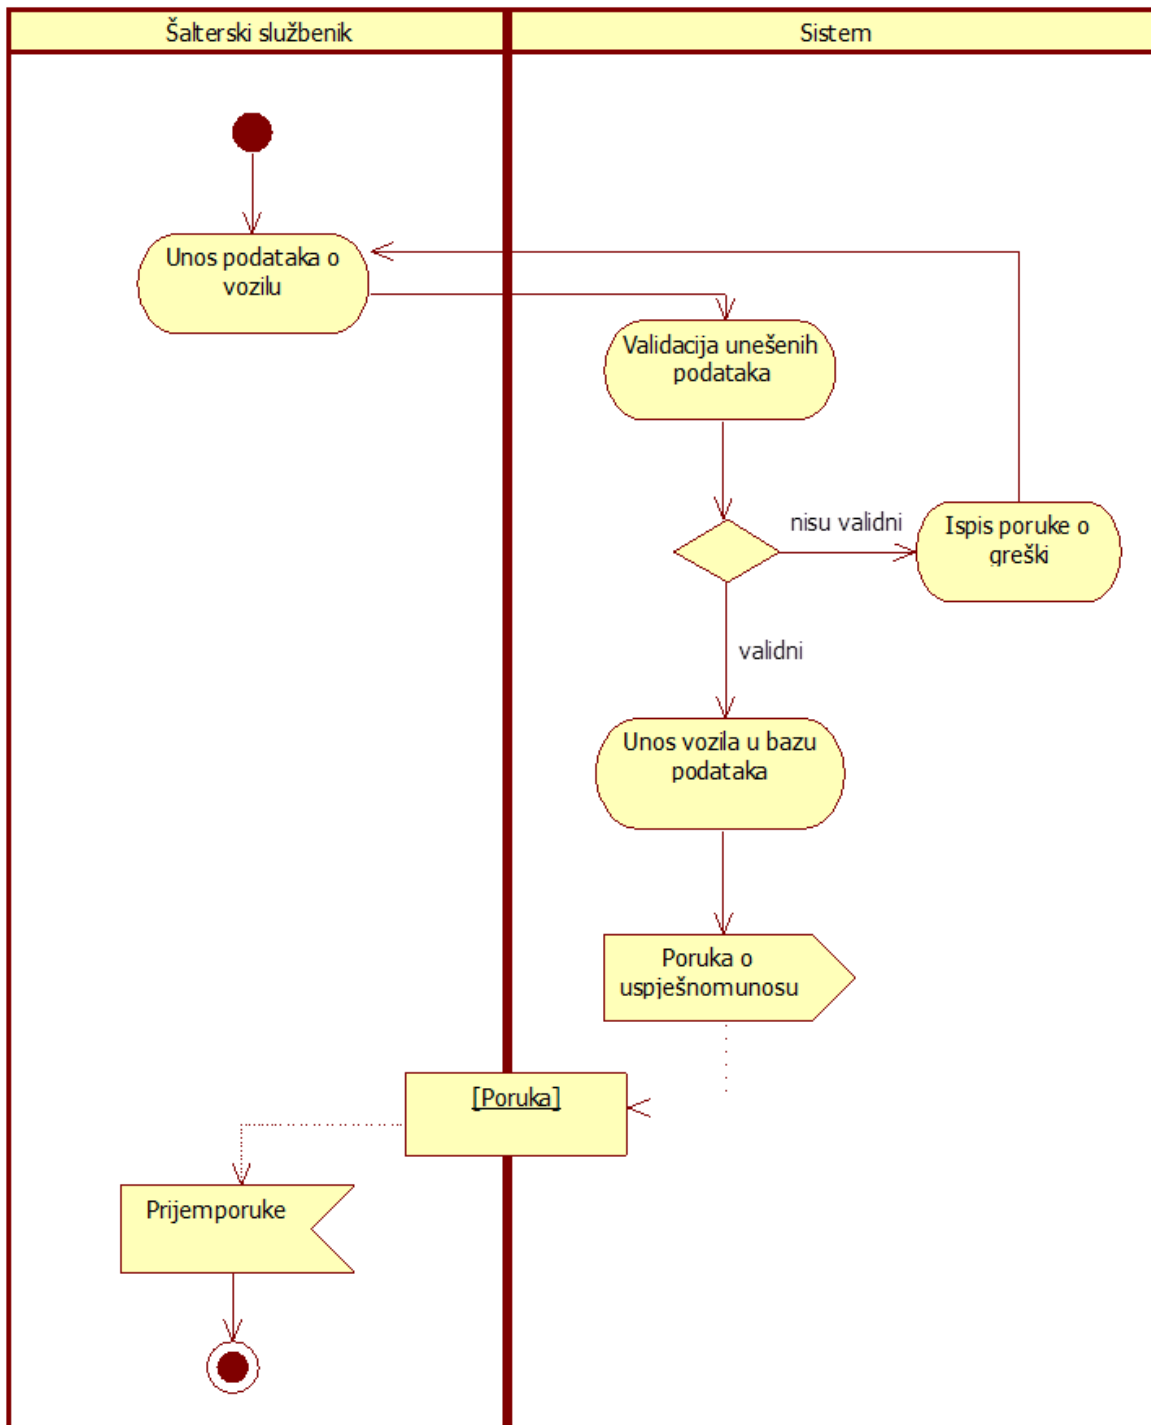 Šalterski službenik
Sistem
Unos podataka o
vozilu
Validacija unešenih
podataka
nisu validni
Ispis poruke o
greški
validni
Unos vozila u bazu
podataka
Poruka o
uspješnomunosu
[Poruka]
Prijemporuke